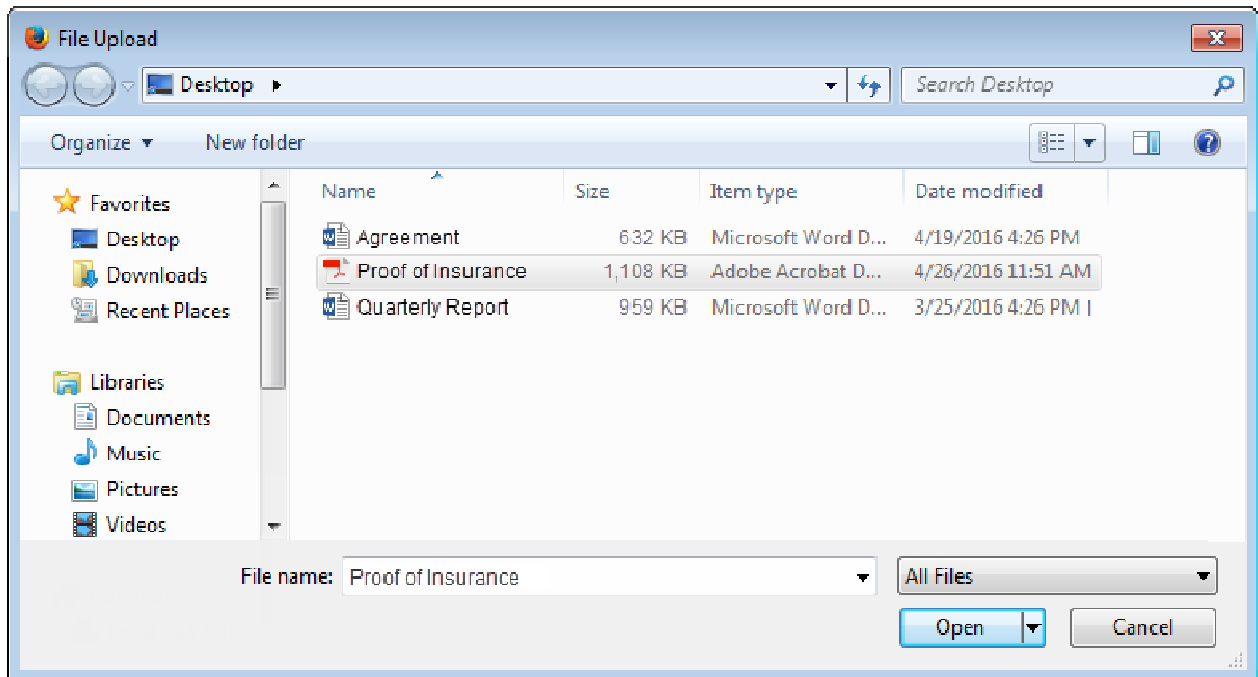 File Upload
Desktop
Search Desktop
Organize
New folder
Favorites
Desktop
Downloads
Recent Places
Libraries
Documents
Music
Pictures
Videos
Name Size Item type Date modified
Agreement 632 KB Microsoft Word D... 4/19/2016 4:26 PM
Proof of Insurance 1,108 KB Adobe Acrobat D... 4/26/2016 11:51 AM
Quarterly Report 959 KB Microsoft Word D... 3/25/2016 4:26 PM
File name: Proof of Insurance
All Files
Open
Cancel